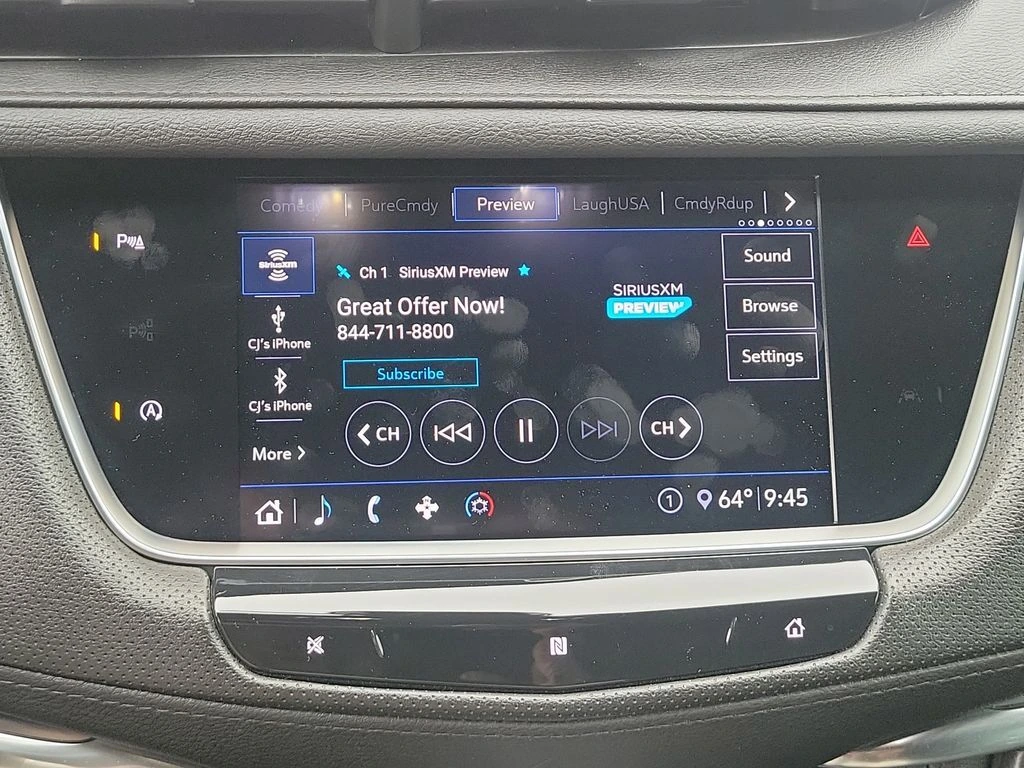 Comedy PureCmdy Preview LaughUSA CmdyRdup
SiriusXM
Ch 1 SiriusXM Preview
Great Offer Now!
844-711-8800
Subscribe
SIRIUSXM
PREVIEW
Sound
Browse
Settings
CJ's iPhone
CJ's iPhone
More
CH
CH
1 64° 9:45
P
P
A
N